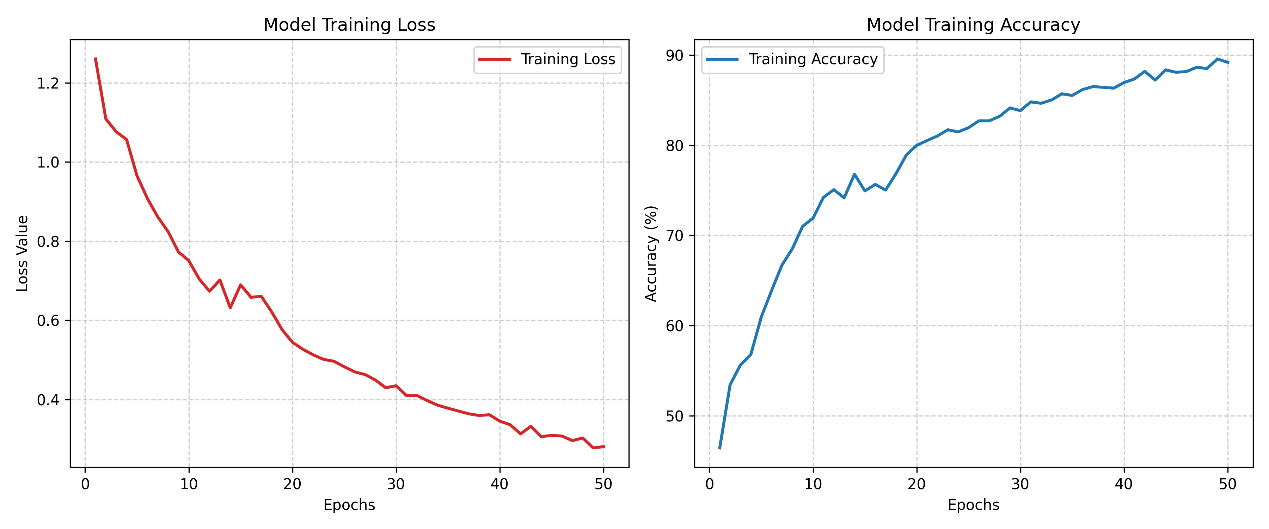 Model Training Loss
Training Loss
1.2
1.0
0.8
0.6
0.4
Loss Value
0 10 20 30 40 50
Epochs
Model Training Accuracy
Training Accuracy
90
80
70
60
50
Accuracy (%)
0 10 20 30 40 50
Epochs